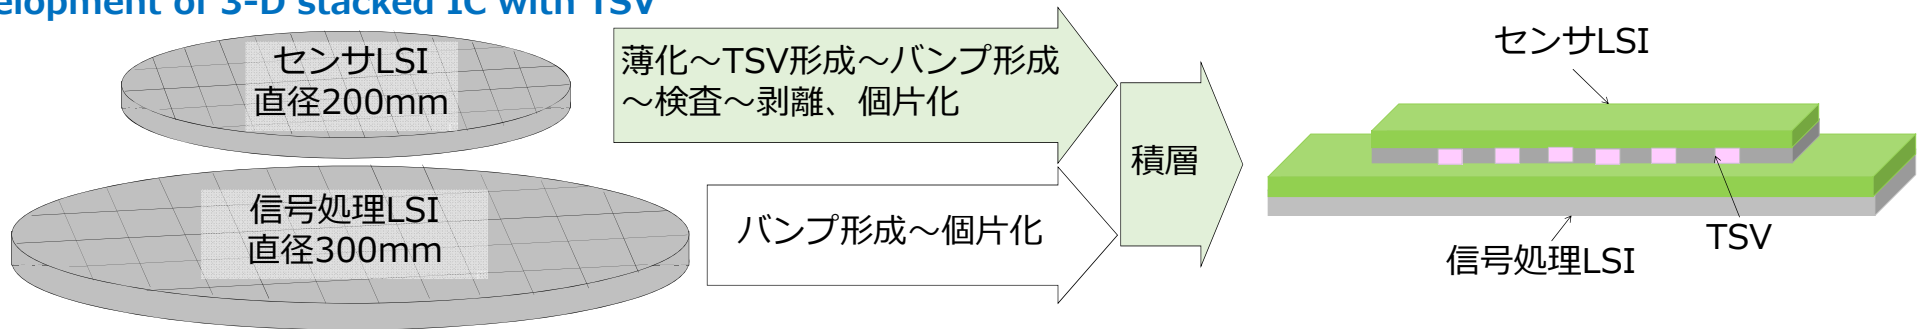 elopment of 3-D stacked IC with TSV
センサLSI
直径200mm
薄化～TSV形成～バンプ形成
～検査～剥離、個片化
信号処理LSI
直径300mm
バンプ形成～個片化
積層
センサLSI
TSV
信号処理LSI